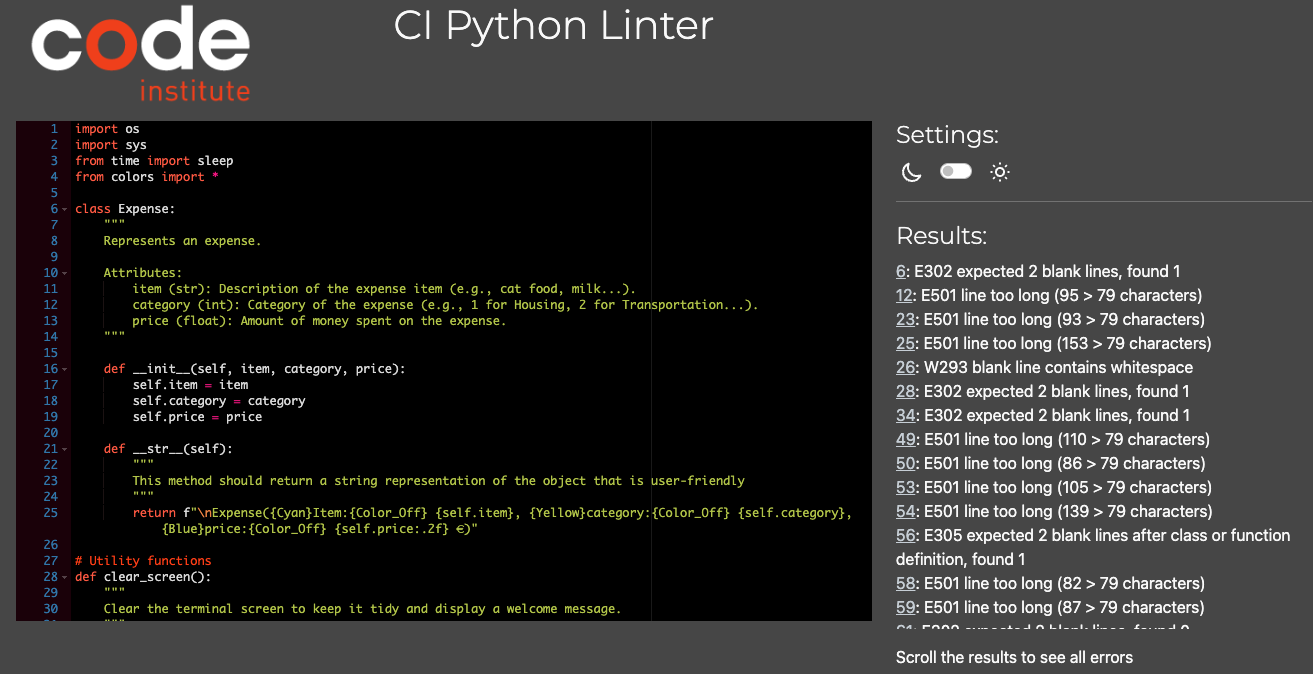 code
institute
CI Python Linter
1 import os
2 import sys
3 from time import sleep
4 from colors import *
5
6 class Expense:
7 """
8 Represents an expense.
9
10 Attributes:
11 item (str): Description of the expense item (e.g., cat food, milk...).
12 category (int): Category of the expense (e.g., 1 for Housing, 2 for Transportation...).
13 price (float): Amount of money spent on the expense.
14 """
15
16 def __init__(self, item, category, price):
17 self.item = item
18 self.category = category
19 self.price = price
20
21 def __str__(self):
22 """
23 This method should return a string representation of the object that is user-friendly
24 """
25 return f"\nExpense({Cyan}Item:{Color_Off} {self.item}, {Yellow}category:{Color_Off} {self.category},
{Blue}price:{Color_Off} {self.price:.2f} €)"
26
27 # Utility functions
28 def clear_screen():
29 """
30 Clear the terminal screen to keep it tidy and display a welcome message.
Settings:
Results:
6: E302 expected 2 blank lines, found 1
12: E501 line too long (95 > 79 characters)
23: E501 line too long (93 > 79 characters)
25: E501 line too long (153 > 79 characters)
26: W293 blank line contains whitespace
28: E302 expected 2 blank lines, found 1
34: E302 expected 2 blank lines, found 1
49: E501 line too long (110 > 79 characters)
50: E501 line too long (86 > 79 characters)
53: E501 line too long (105 > 79 characters)
54: E501 line too long (139 > 79 characters)
56: E305 expected 2 blank lines after class or function
definition, found 1
58: E501 line too long (82 > 79 characters)
59: E501 line too long (87 > 79 characters)
Scroll the results to see all errors